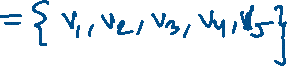 = { v₁, v₂, v₃, v₄, v₅ }